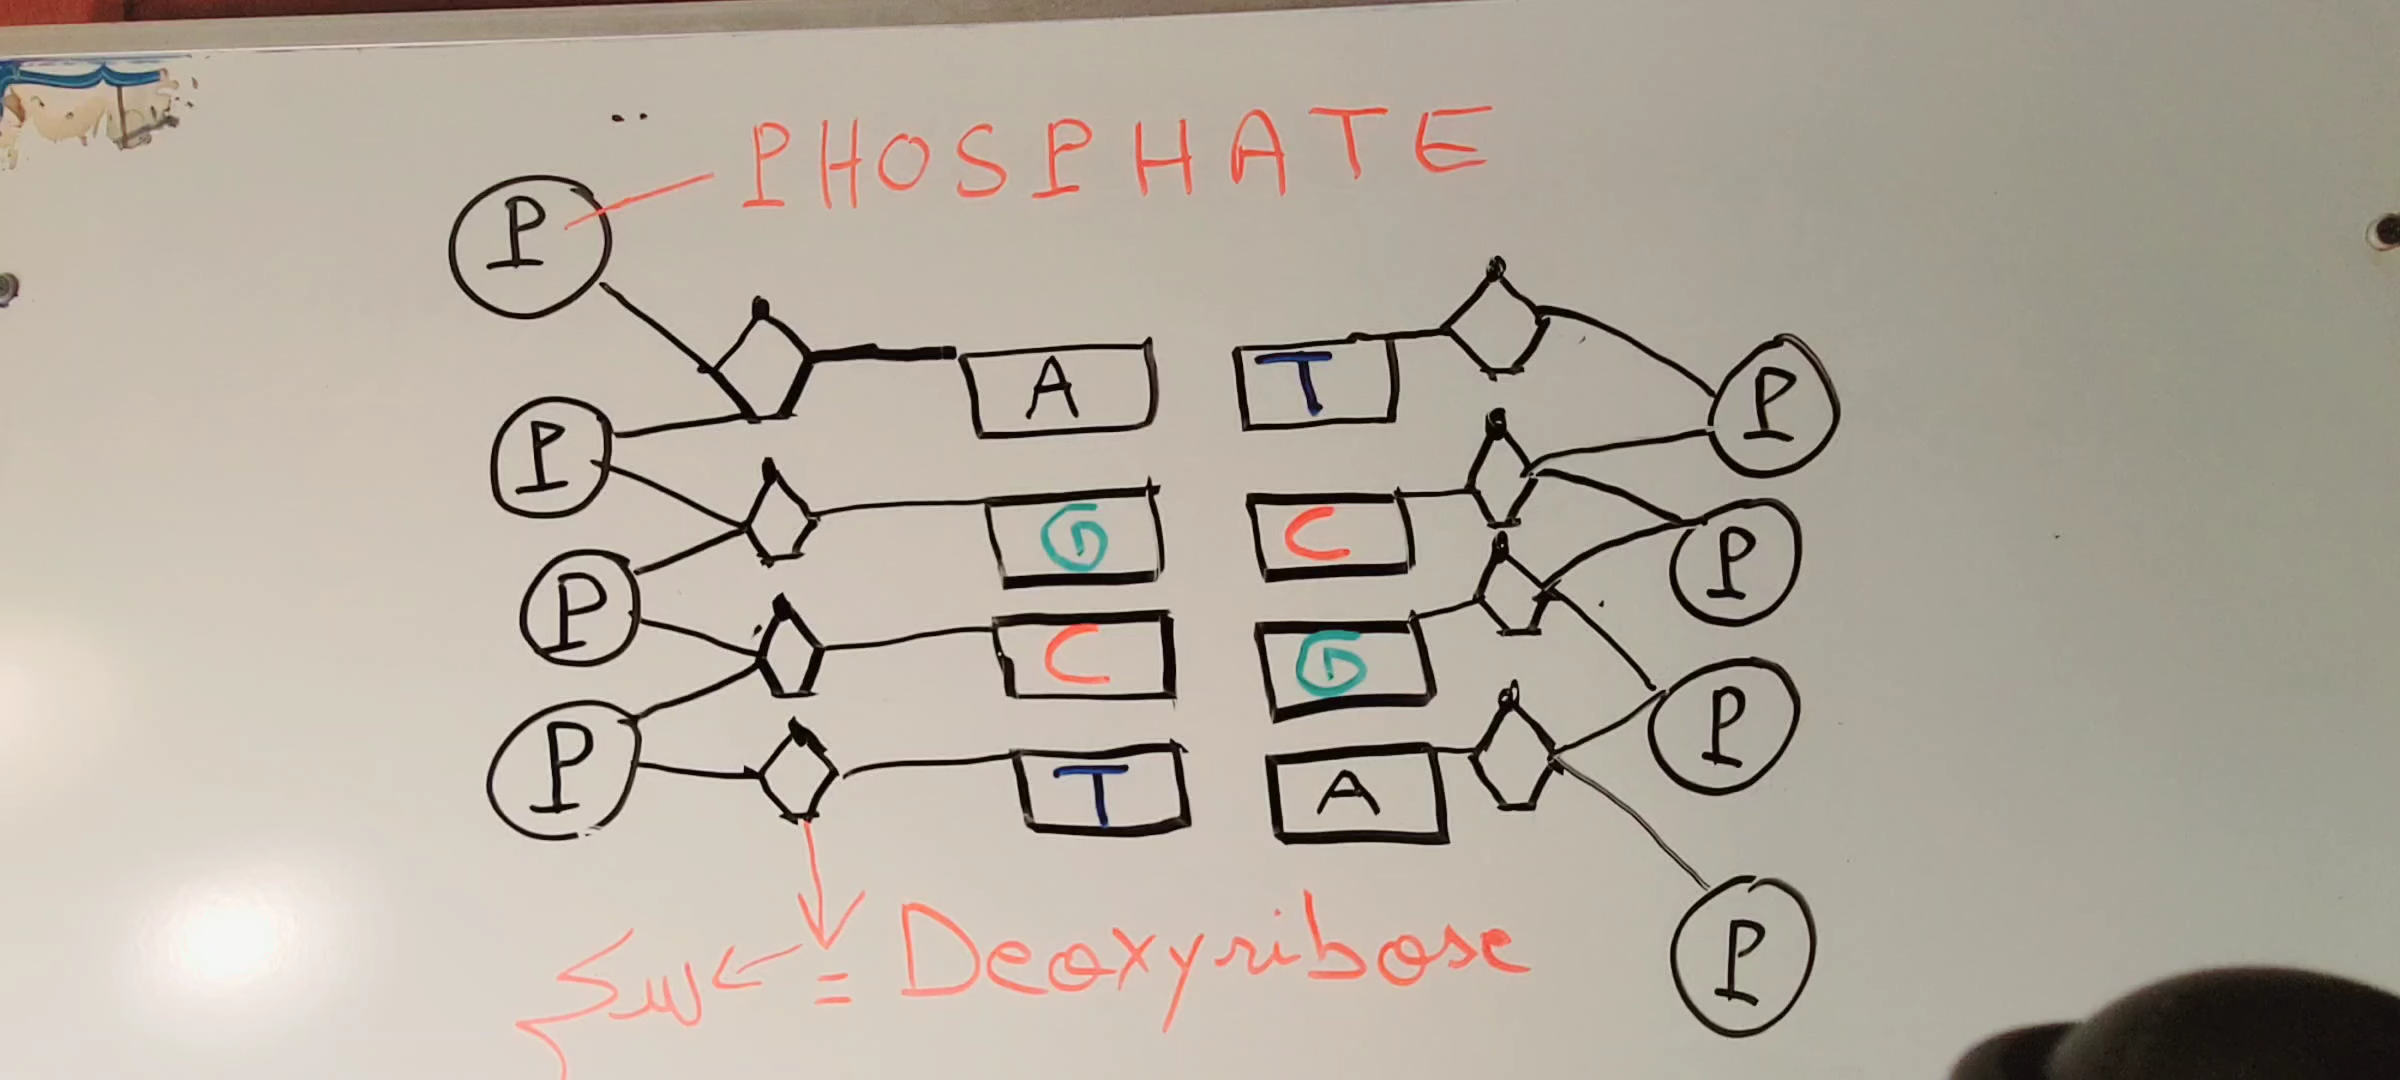 PHOSPHATE
P
A T P
P G C P
P C G P
P T A
سكر = Deoxyribose P